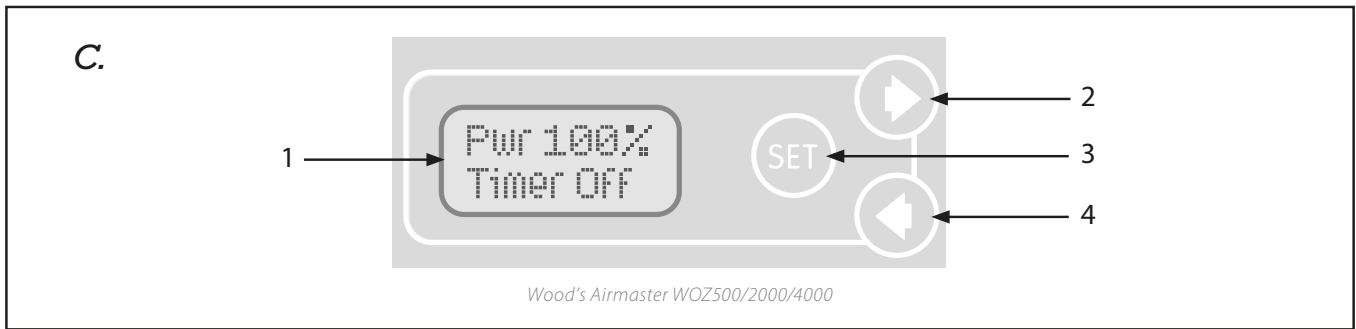 C.
Pwr 100%
Timer Off
SET
1
2
3
4
Wood's Airmaster WOZ500/2000/4000